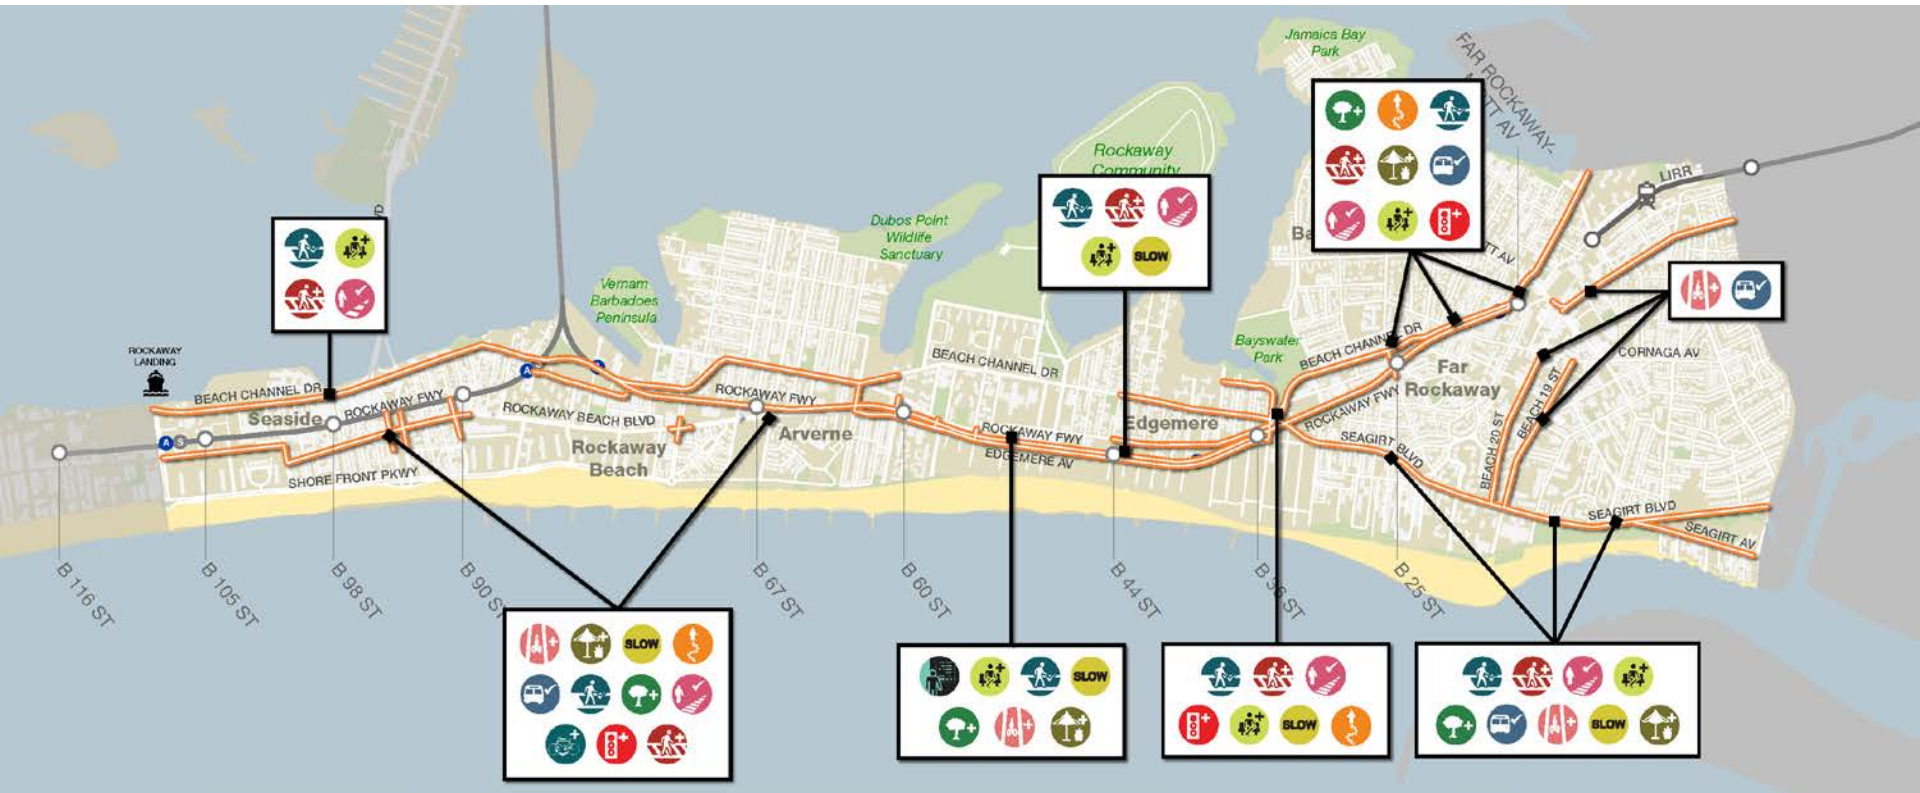 Jamaica Bay
Park
FAR ROCKAWAY-
TT AV
Rockaway
Community
LIRR
Dubos Point
Wildlife
Sanctuary
Ba
TT AV
SLOW
Vernam
Barbadoes
Peninsula
ROCKAWAY
LANDING
Bayswater
Park
BEACH CHANNEL DR
BEACH CHANNEL DR
CORNAGA AV
Far
Rockaway
BEACH CHANNEL DR
Seaside
ROCKAWAY FWY
ROCKAWAY FWY
ROCKAWAY BEACH BLVD
Arverne
Rockaway
Beach
A
S
A
ROCKAWAY FWY
EDGEMERE AV
Edgemere
ROCKAWAY FWY
SEAGIRT BLVD
BEACH 20 ST
BEACH 19 ST
SHORE FRONT PKWY
SEAGIRT BLVD
SEAGIRT AV
B 116 ST
B 105 ST
B 98 ST
B 90 ST
B 67 ST
B 60 ST
B 44 ST
ST
B 25 ST
SLOW
SLOW
SLOW
SLOW